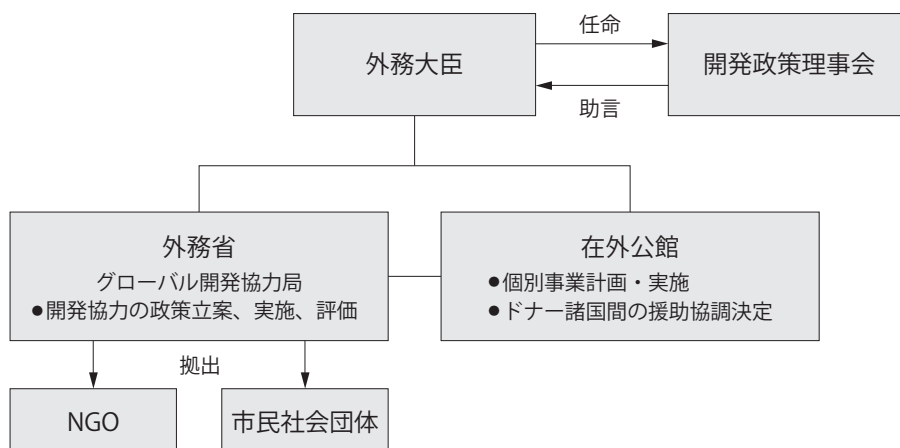 任命
外務大臣
開発政策理事会
助言
外務省
グローバル開発協力局
●開発協力の政策立案、実施、評価
在外公館
●個別事業計画・実施
●ドナー諸国間の援助協調決定
拠出
NGO
市民社会団体